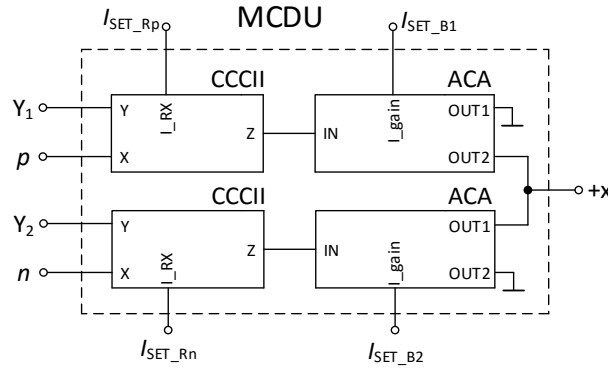 I_SET_Rp MCDU I_SET_B1
CCCII ACA
Y₁ Y I_RX I_gain OUT1
Z IN
p X OUT2
CCCII ACA +x
Y₂ Y OUT1
Z IN
n X I_RX I_gain OUT2
I_SET_Rn I_SET_B2